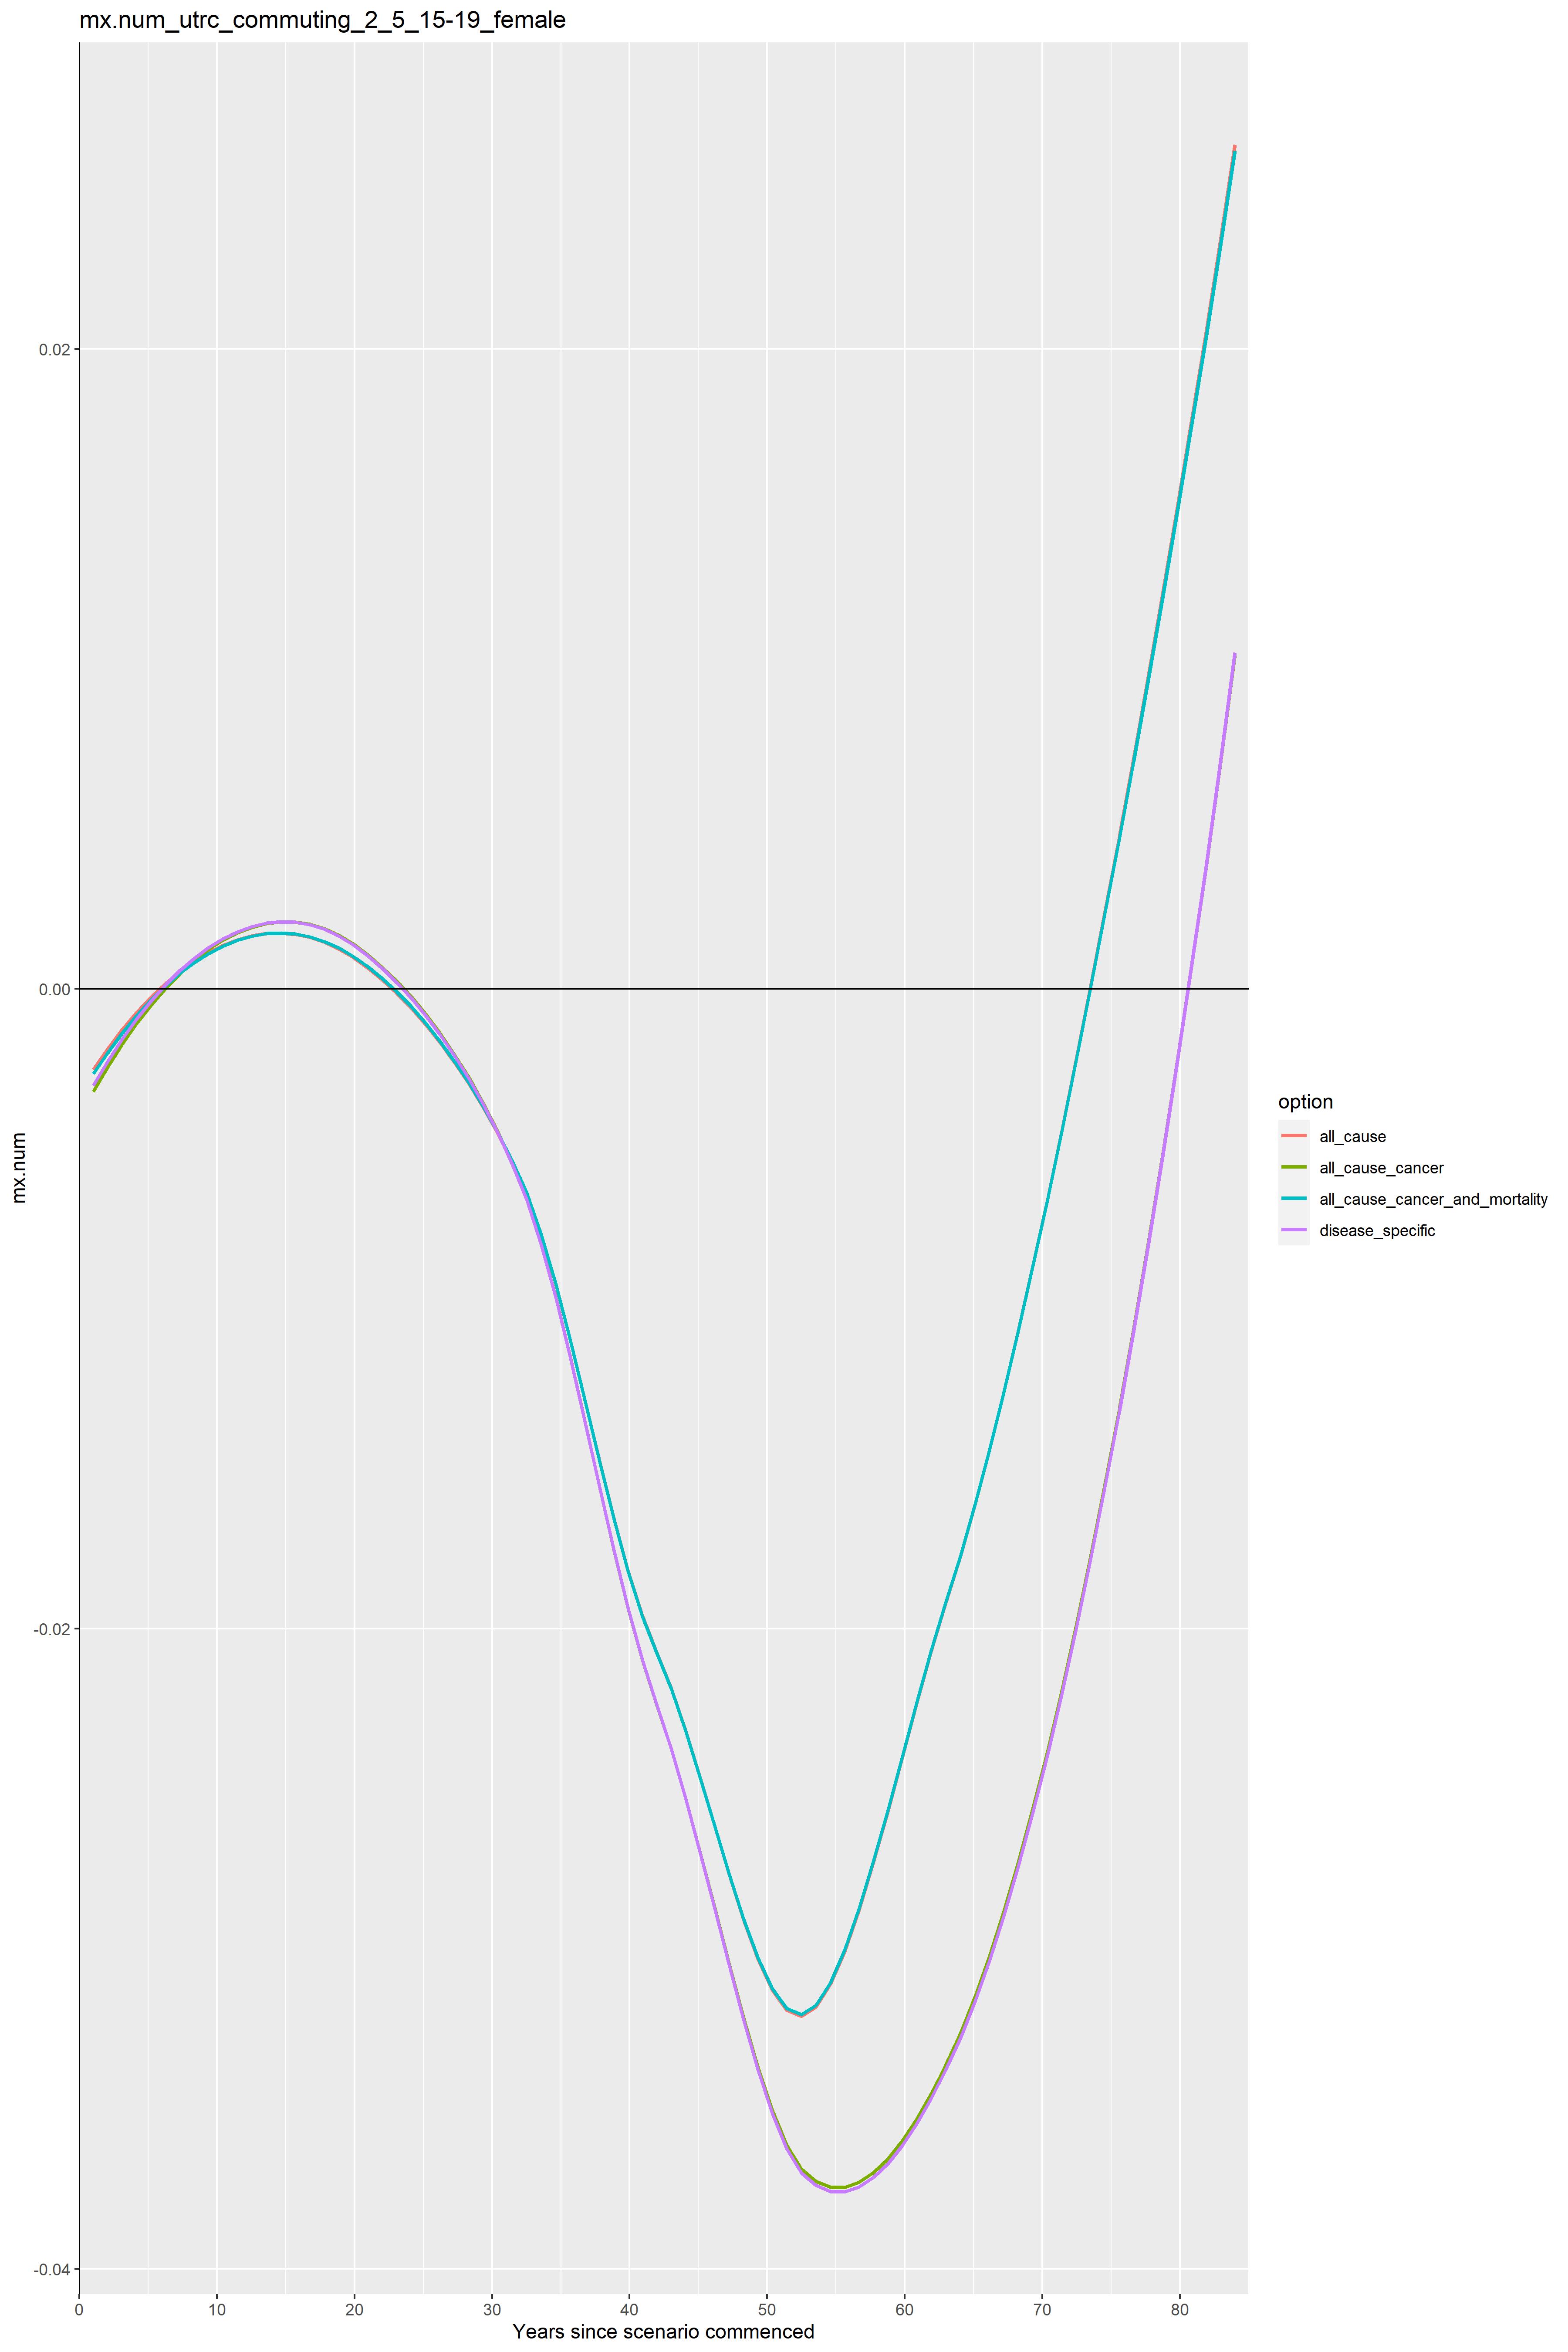 mx.num_utrc_commuting_2_5_15-19_female
0.02
0.00
-0.02
-0.04
mx.num
0 10 20 30 40 50 60 70 80
Years since scenario commenced
option
all_cause
all_cause_cancer
all_cause_cancer_and_mortality
disease_specific